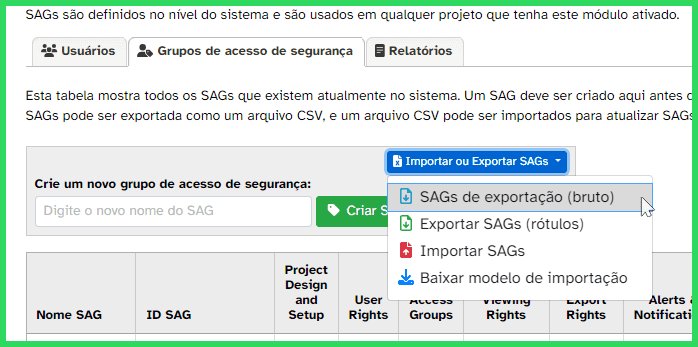 SAGs são definidos no nível do sistema e são usados em qualquer projeto que tenha este módulo ativado.
Usuários
Grupos de acesso de segurança
Relatórios
Esta tabela mostra todos os SAGs que existem atualmente no sistema. Um SAG deve ser criado aqui antes
SAGs pode ser exportada como um arquivo CSV, e um arquivo CSV pode ser importados para atualizar SAGs
Importar ou Exportar SAGs
Crie um novo grupo de acesso de segurança:
Digite o novo nome do SAG
Criar
SAGs de exportação (bruto)
Exportar SAGs (rótulos)
Importar SAGs
Baixar modelo de importação
Nome SAG
ID SAG
Project
Design
and
Setup
User
Rights
Access
Groups
Viewing
Rights
Export
Rights
Alerts &